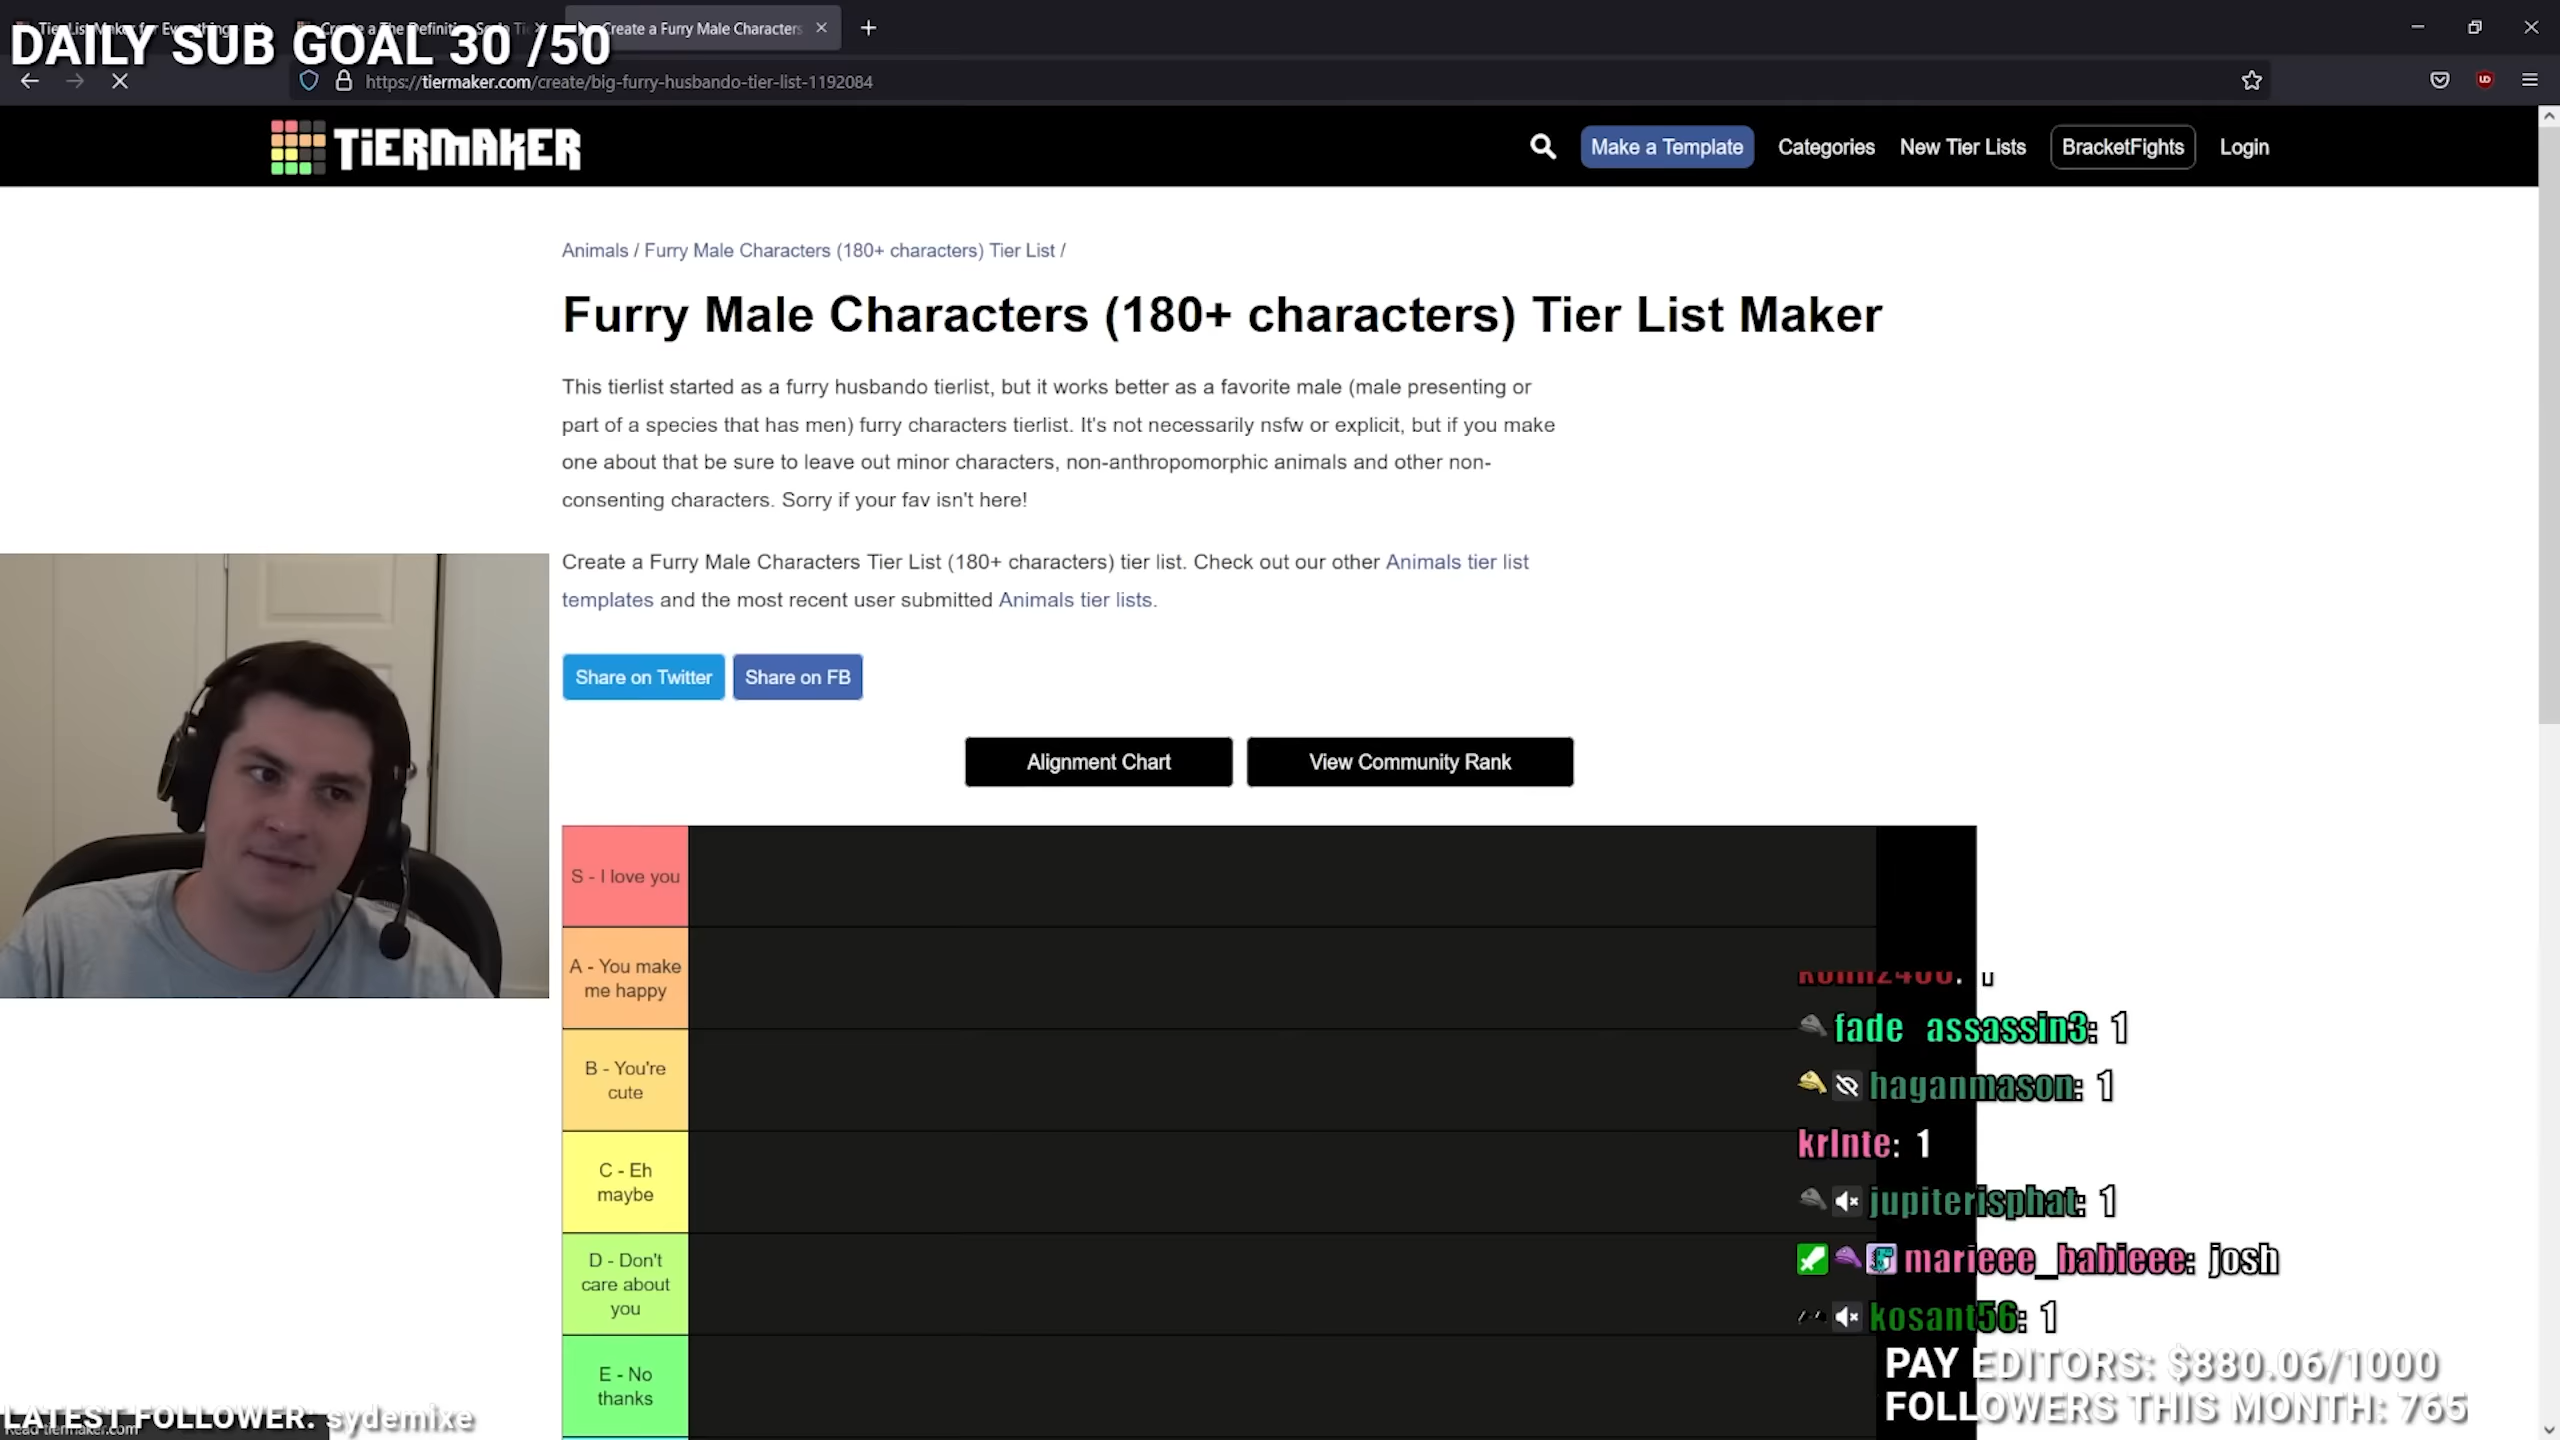 DAILY SUB GOAL 30 /50
Create a Furry Male Characters
https://tiermaker.com/create/big-furry-husbando-tier-list-1192084
TiERMAKER
Make a Template
Categories
New Tier Lists
BracketFights
Login
Animals / Furry Male Characters (180+ characters) Tier List /
Furry Male Characters (180+ characters) Tier List Maker
This tierlist started as a furry husbando tierlist, but it works better as a favorite male (male presenting or
part of a species that has men) furry characters tierlist. It's not necessarily nsfw or explicit, but if you make
one about that be sure to leave out minor characters, non-anthropomorphic animals and other non-
consenting characters. Sorry if your fav isn't here!
Create a Furry Male Characters Tier List (180+ characters) tier list. Check out our other Animals tier list
templates and the most recent user submitted Animals tier lists.
Share on Twitter
Share on FB
Alignment Chart
View Community Rank
S - I love you
A - You make
me happy
B - You're
cute
C - Eh
maybe
D - Don't
care about
you
E - No
thanks
fade_assassin3: 1
haganmason: 1
krlnte: 1
jupiterisphat: 1
marieee_babieee: josh
kosant56: 1
PAY EDITORS: $880.06/1000
FOLLOWERS THIS MONTH: 765
LATEST FOLLOWER: sydemixe
Read tiermaker.com